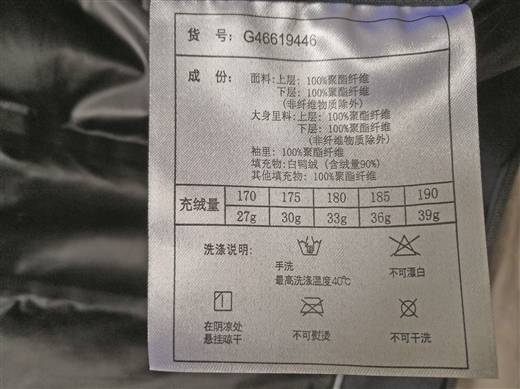 货 号: G46619446
成 份: 面料:上层: 100%聚酯纤维
下层: 100%聚酯纤维
(非纤维物质除外)
大身里料:上层: 100%聚酯纤维
下层: 100%聚酯纤维
(非纤维物质除外)
袖里: 100%聚酯纤维
填充物:白鸭绒 (含绒量90%)
其他填充物: 100%聚酯纤维
充绒量 170 175 180 185 190
27g 30g 33g 36g 39g
洗涤说明:
手洗 不可漂白
最高洗涤温度40℃
在阴凉处 不可熨烫 不可干洗
悬挂晾干